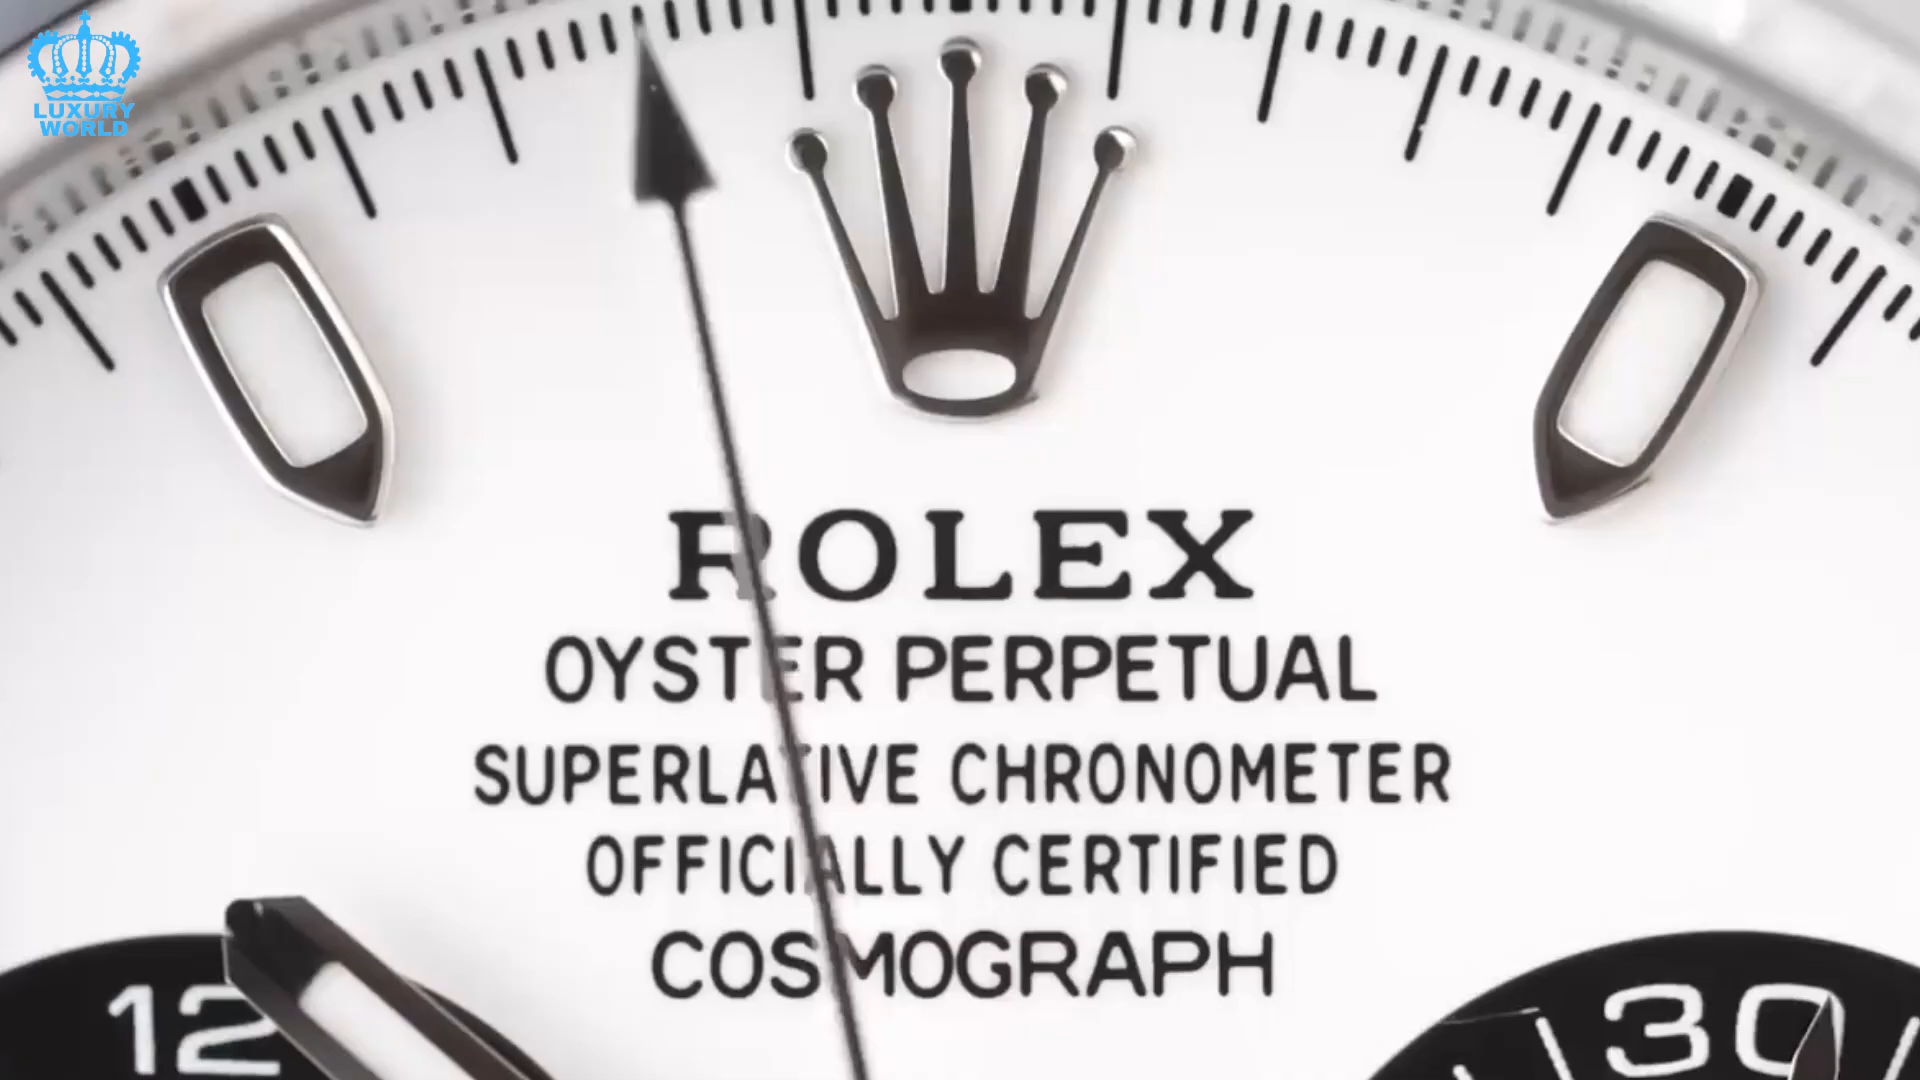 LUXURY
WORLD
ROLEX
OYSTER PERPETUAL
SUPERLATIVE CHRONOMETER
OFFICIALLY CERTIFIED
COSMOGRAPH
12
30